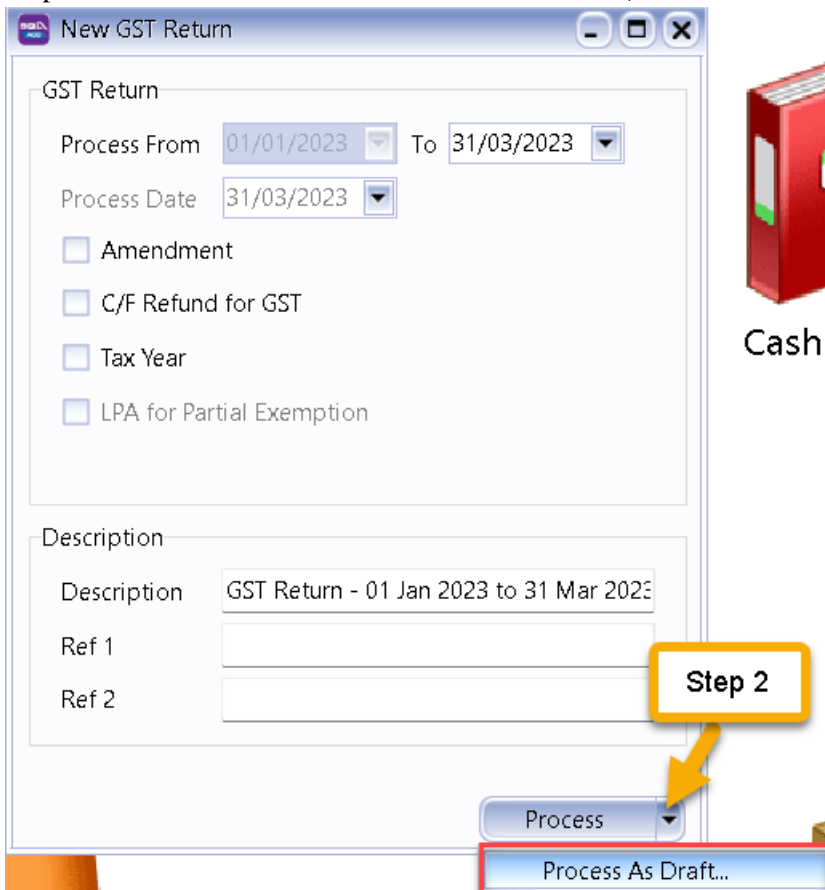 New GST Return
GST Return
Process From 01/01/2023 To 31/03/2023
Process Date 31/03/2023
Amendment
C/F Refund for GST
Tax Year
LPA for Partial Exemption
Cash
Description
Description GST Return - 01 Jan 2023 to 31 Mar 2023
Ref 1
Ref 2
Step 2
Process
Process As Draft...